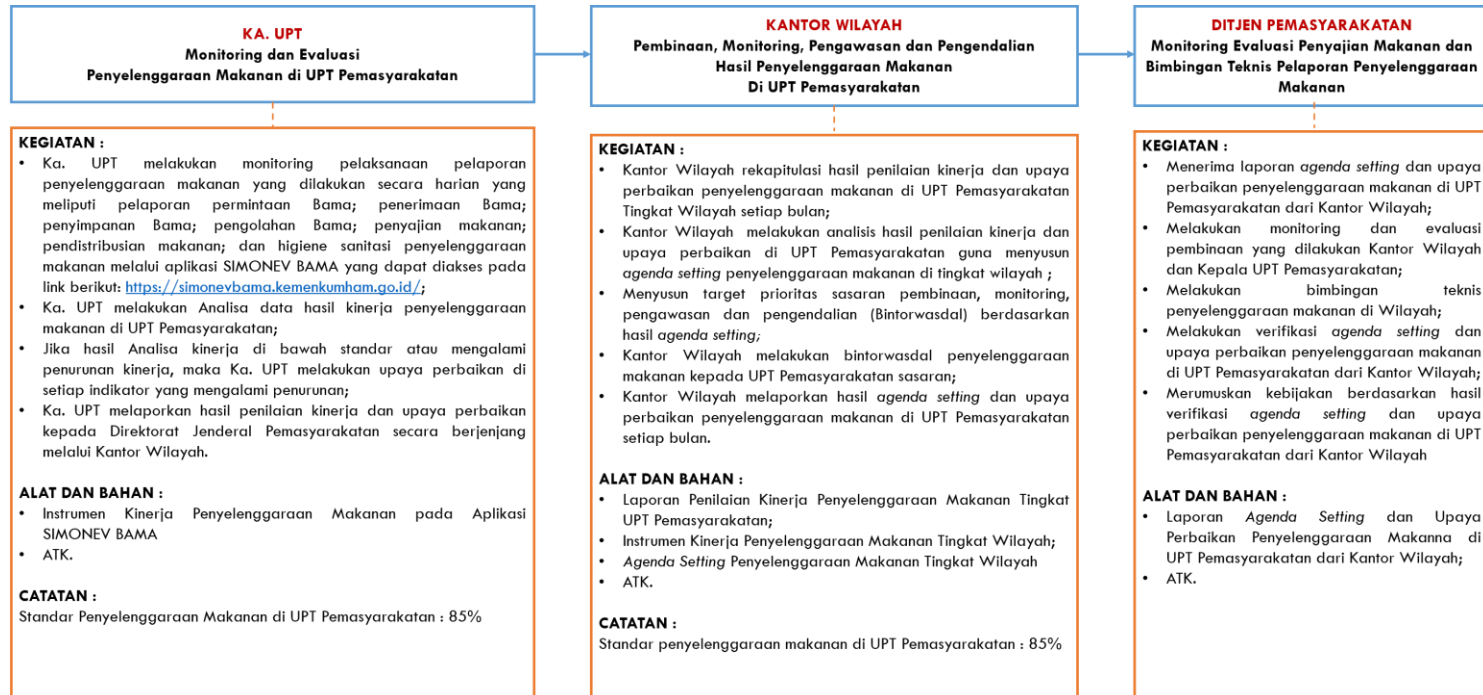 KA. UPT
Monitoring dan Evaluasi
Penyelenggaraan Makanan di UPT Pemasyarakatan
KEGIATAN :
• Ka. UPT melakukan monitoring pelaksanaan pelaporan
penyelenggaraan makanan yang dilakukan secara harian yang
meliputi pelaporan permintaan Bama; penerimaan Bama;
penyimpanan Bama; pengolahan Bama; penyajian makanan;
pendistribusian makanan; dan higiene sanitasi penyelenggaraan
makanan melalui aplikasi SIMONEV BAMA yang dapat diakses pada
link berikut: https://simonevbama.kemenkumham.go.id/;
• Ka. UPT melakukan Analisa data hasil kinerja penyelenggaraan
makanan di UPT Pemasyarakatan;
• Jika hasil Analisa kinerja di bawah standar atau mengalami
penurunan kinerja, maka Ka. UPT melakukan upaya perbaikan di
setiap indikator yang mengalami penurunan;
• Ka. UPT melaporkan hasil penilaian kinerja dan upaya perbaikan
kepada Direktorat Jenderal Pemasyarakatan secara berjenjang
melalui Kantor Wilayah.
ALAT DAN BAHAN :
• Instrumen Kinerja Penyelenggaraan Makanan pada Aplikasi
SIMONEV BAMA
• ATK.
CATATAN :
Standar Penyelenggaraan Makanan di UPT Pemasyarakatan : 85%
KANTOR WILAYAH
Pembinaan, Monitoring, Pengawasan dan Pengendalian
Hasil Penyelenggaraan Makanan
Di UPT Pemasyarakatan
KEGIATAN :
• Kantor Wilayah rekapitulasi hasil penilaian kinerja dan upaya
perbaikan penyelenggaraan makanan di UPT Pemasyarakatan
Tingkat Wilayah setiap bulan;
• Kantor Wilayah melakukan analisis hasil penilaian kinerja dan
upaya perbaikan di UPT Pemasyarakatan guna menyusun
agenda setting penyelenggaraan makanan di tingkat wilayah ;
• Menyusun target prioritas sasaran pembinaan, monitoring,
pengawasan dan pengendalian (Bintorwasdal) berdasarkan
hasil agenda setting;
• Kantor Wilayah melakukan bintorwasdal penyelenggaraan
makanan kepada UPT Pemasyarakatan sasaran;
• Kantor Wilayah melaporkan hasil agenda setting dan upaya
perbaikan penyelenggaraan makanan di UPT Pemasyarakatan
setiap bulan.
ALAT DAN BAHAN :
• Laporan Penilaian Kinerja Penyelenggaraan Makanan Tingkat
UPT Pemasyarakatan;
• Instrumen Kinerja Penyelenggaraan Makanan Tingkat Wilayah;
• Agenda Setting Penyelenggaraan Makanan Tingkat Wilayah
• ATK.
CATATAN :
Standar penyelenggaraan makanan di UPT Pemasyarakatan : 85%
DITJEN PEMASYARAKATAN
Monitoring Evaluasi Penyajian Makanan dan
Bimbingan Teknis Pelaporan Penyelenggaraan
Makanan
KEGIATAN :
• Menerima laporan agenda setting dan upaya
perbaikan penyelenggaraan makanan di UPT
Pemasyarakatan dari Kantor Wilayah;
• Melakukan monitoring dan evaluasi
pembinaan yang dilakukan Kantor Wilayah
dan Kepala UPT Pemasyarakatan;
• Melakukan bimbingan teknis
penyelenggaraan makanan di Wilayah;
• Melakukan verifikasi agenda setting dan
upaya perbaikan penyelenggaraan makanan
di UPT Pemasyarakatan dari Kantor Wilayah;
• Merumuskan kebijakan berdasarkan hasil
verifikasi agenda setting dan upaya
perbaikan penyelenggaraan makanan di UPT
Pemasyarakatan dari Kantor Wilayah
ALAT DAN BAHAN :
• Laporan Agenda Setting dan Upaya
Perbaikan Penyelenggaraan Makanna di
UPT Pemasyarakatan dari Kantor Wilayah;
• ATK.